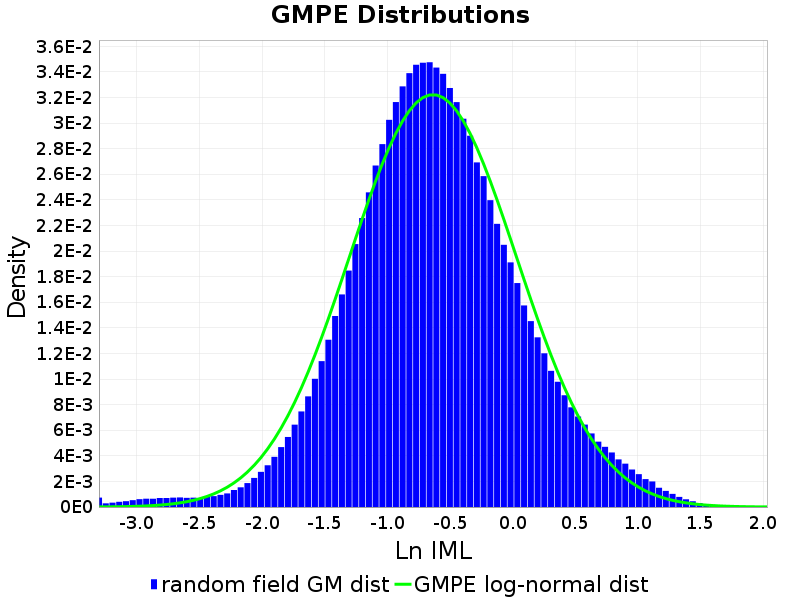 GMPE Distributions
3.6E-2
3.4E-2
3.2E-2
3E-2
2.8E-2
2.6E-2
2.4E-2
2.2E-2
2E-2
1.8E-2
1.6E-2
1.4E-2
1.2E-2
1E-2
8E-3
6E-3
4E-3
2E-3
0E0
Density
-3.0 -2.5 -2.0 -1.5 -1.0 -0.5 0.0 0.5 1.0 1.5 2.0
Ln IML
random field GM dist GMPE log-normal dist